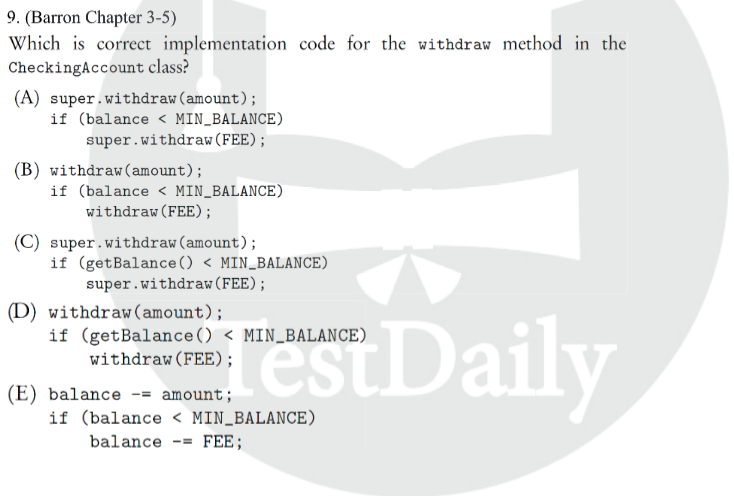 9. (Barron Chapter 3-5)
Which is correct implementation code for the withdraw method in the
CheckingAccount class?
(A) super.withdraw(amount);
if (balance < MIN_BALANCE)
super.withdraw(FEE);
(B) withdraw(amount);
if (balance < MIN_BALANCE)
withdraw(FEE);
(C) super.withdraw(amount);
if (getBalance() < MIN_BALANCE)
super.withdraw(FEE);
(D) withdraw(amount);
if (getBalance() < MIN_BALANCE)
withdraw(FEE);
(E) balance -= amount;
if (balance < MIN_BALANCE)
balance -= FEE;
TestDaily